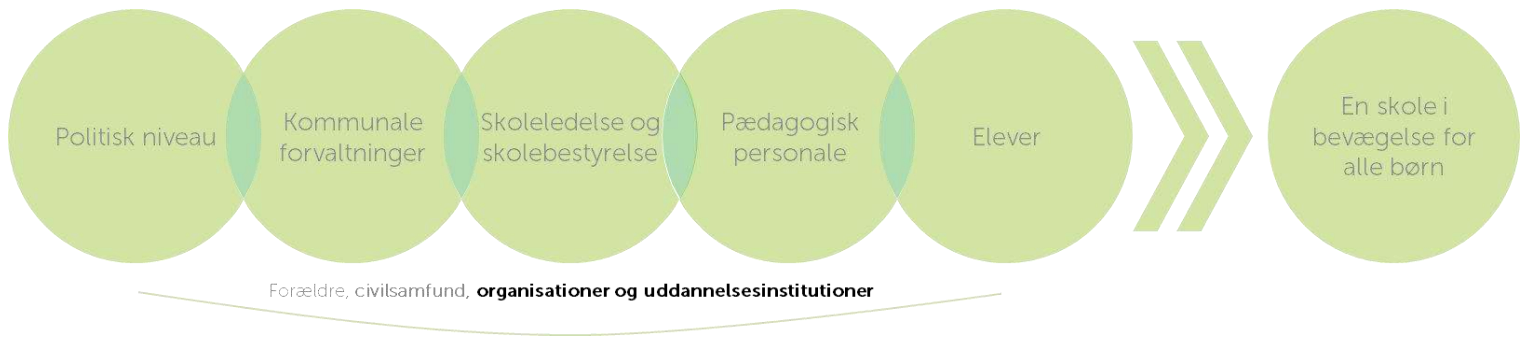 Politisk niveau
Kommunale
forvaltninger
Skoleledelse og
skolebestyrelse
Pædagogisk
personale
Elever
En skole i
bevægelse for
alle børn
Forældre, civilsamfund, organisationer og uddannelsesinstitutioner